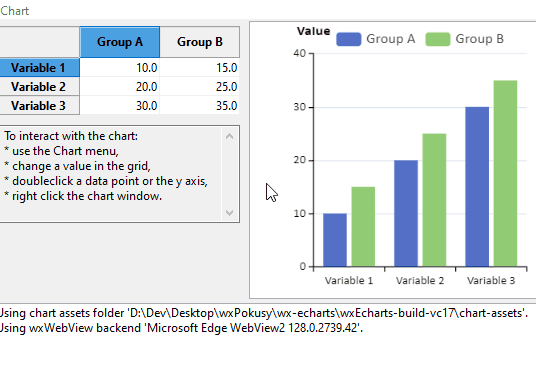 Chart
Group A Group B
Variable 1 10.0 15.0
Variable 2 20.0 25.0
Variable 3 30.0 35.0
To interact with the chart:
* use the Chart menu,
* change a value in the grid,
* doubleclick a data point or the y axis,
* right click the chart window.
Value Group A Group B
40
30
20
10
0
Variable 1 Variable 2 Variable 3
Using chart assets folder 'D:\Dev\Desktop\wxPokusy\wx-echarts\wxEcharts-build-vc17\chart-assets'.
Using wxWebView backend 'Microsoft Edge WebView2 128.0.2739.42'.